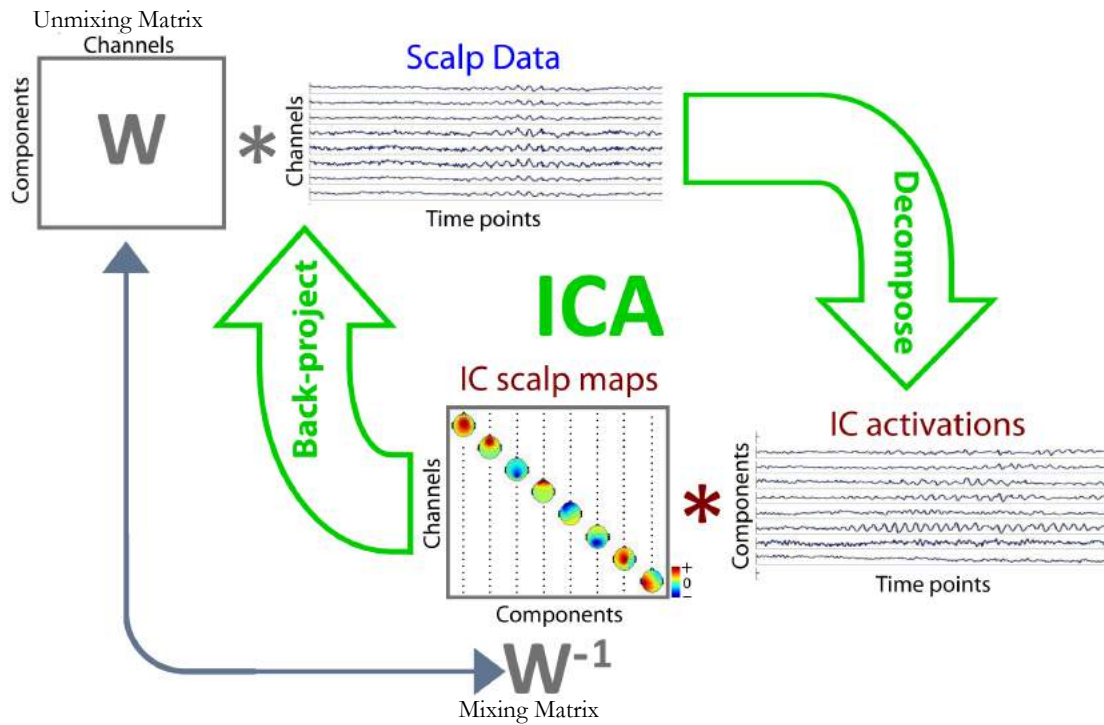 Unmixing Matrix
Channels
Components
W
*
Scalp Data
Channels
Time points
Decompose
Back-project
ICA
IC scalp maps
Channels
Components
+
0
−
*
IC activations
Components
Time points
W⁻¹
Mixing Matrix